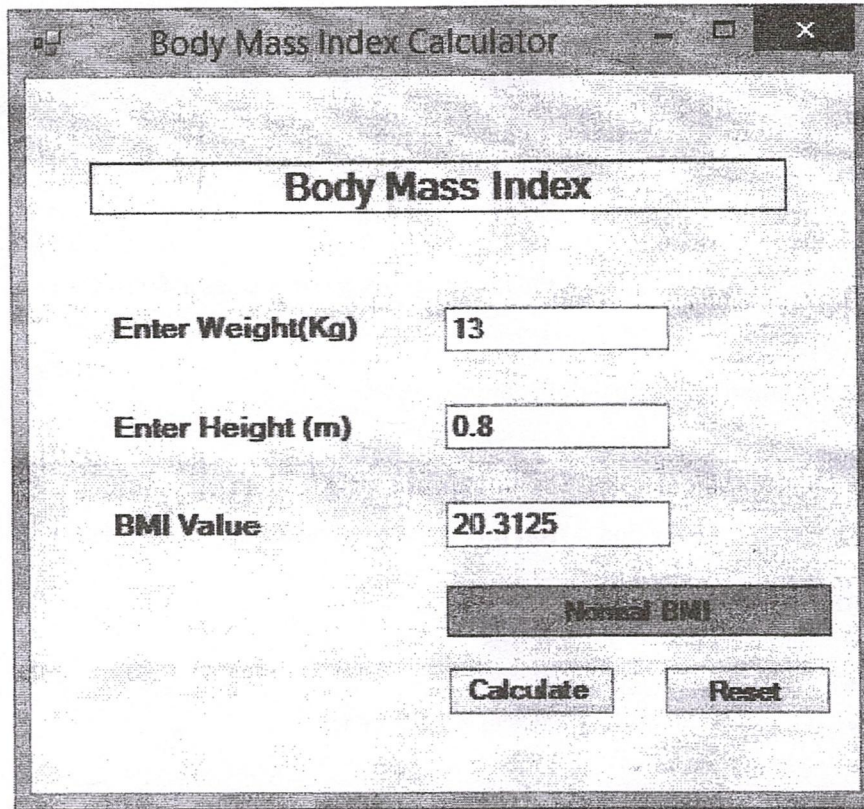 Body Mass Index Calculator
Body Mass Index
Enter Weight(Kg) 13
Enter Height (m) 0.8
BMI Value 20.3125
Normal BMI
Calculate Reset